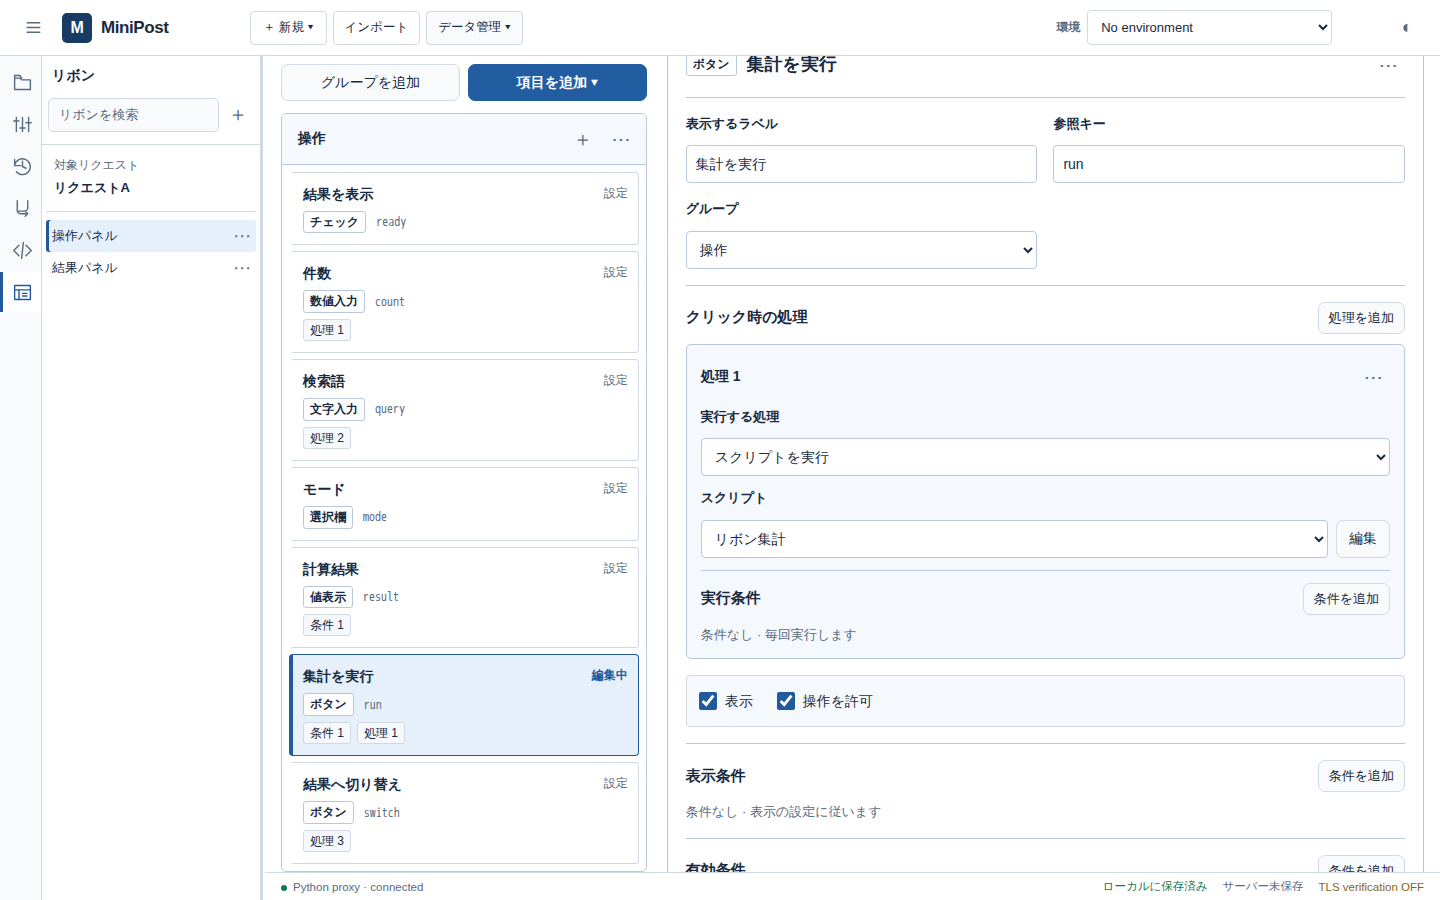 M MiniPost
＋ 新規 ▾
インポート
データ管理 ▾
環境
No environment
リボン
リボンを検索
＋
対象リクエスト
リクエストA
操作パネル ···
結果パネル ···
グループを追加
項目を追加 ▾
操作 ＋ ···
結果を表示 設定
チェック ready
件数 設定
数値入力 count
処理 1
検索語 設定
文字入力 query
処理 2
モード 設定
選択欄 mode
計算結果 設定
値表示 result
条件 1
集計を実行 編集中
ボタン run
条件 1 処理 1
結果へ切り替え 設定
ボタン switch
処理 3
ボタン 集計を実行 ···
表示するラベル 参照キー
集計を実行 run
グループ
操作
クリック時の処理 処理を追加
処理 1 ···
実行する処理
スクリプトを実行
スクリプト
リボン集計 編集
実行条件 条件を追加
条件なし · 毎回実行します
表示 操作を許可
表示条件 条件を追加
条件なし · 表示の設定に従います
有効条件 条件を追加
Python proxy · connected
ローカルに保存済み サーバー未保存 TLS verification OFF